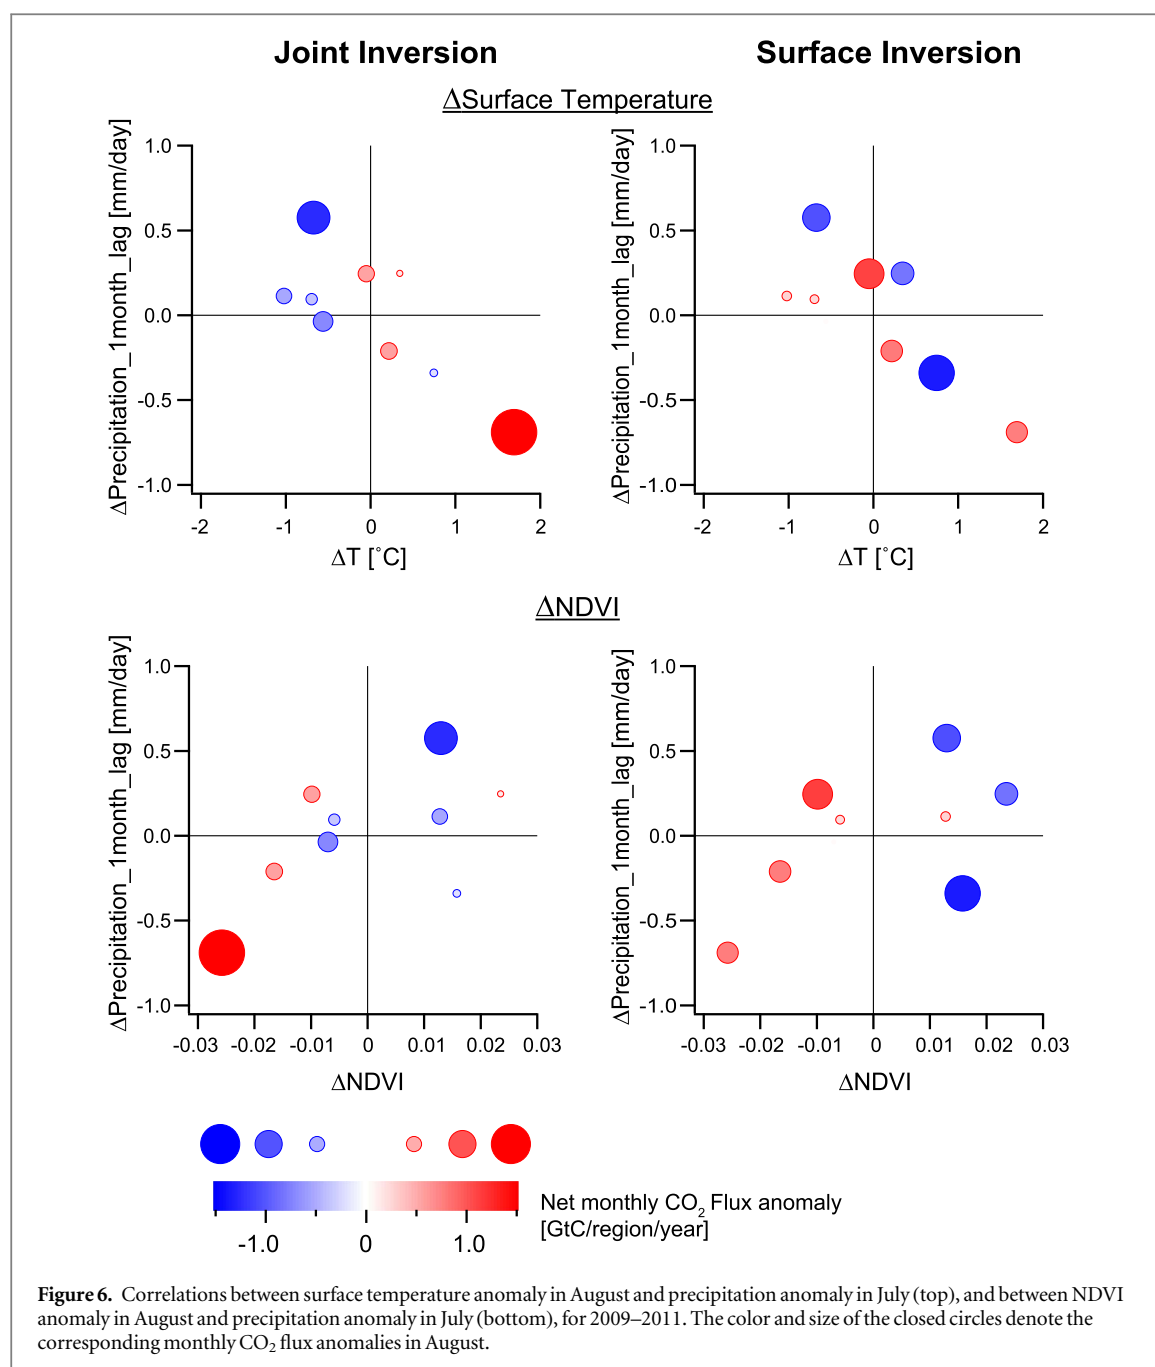 Joint Inversion
Surface Inversion
ΔSurface Temperature
ΔPrecipitation_1month_lag [mm/day]
1.0
0.5
0.0
-0.5
-1.0
-2
-1
0
1
2
ΔT [˚C]
ΔPrecipitation_1month_lag [mm/day]
1.0
0.5
0.0
-0.5
-1.0
-2
-1
0
1
2
ΔT [˚C]
ΔNDVI
ΔPrecipitation_1month_lag [mm/day]
1.0
0.5
0.0
-0.5
-1.0
-0.03
-0.02
-0.01
0
0.01
0.02
0.03
ΔNDVI
ΔPrecipitation_1month_lag [mm/day]
1.0
0.5
0.0
-0.5
-1.0
-0.03
-0.02
-0.01
0
0.01
0.02
0.03
ΔNDVI
-1.0
0
1.0
Net monthly CO₂ Flux anomaly
[GtC/region/year]
Figure 6. Correlations between surface temperature anomaly in August and precipitation anomaly in July (top), and between NDVI
anomaly in August and precipitation anomaly in July (bottom), for 2009–2011. The color and size of the closed circles denote the
corresponding monthly CO₂ flux anomalies in August.